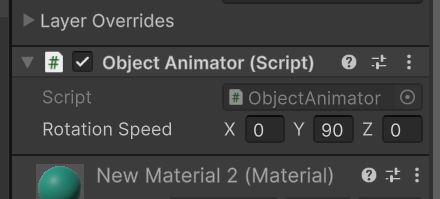 Layer Overrides
# Object Animator (Script)
Script # ObjectAnimator
Rotation Speed X 0 Y 90 Z 0
New Material 2 (Material)